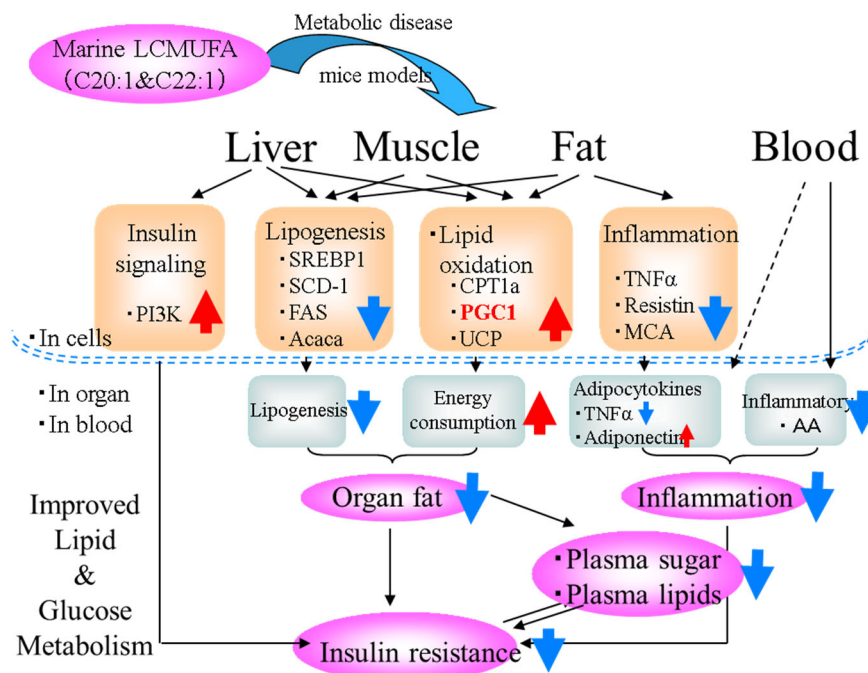 Marine LCMUFA
(C20:1&C22:1)
Metabolic disease
mice models
Liver
Muscle
Fat
Blood
Insulin
signaling
・PI3K
Lipogenesis
・SREBP1
・SCD-1
・FAS
・Acaca
・Lipid
oxidation
・CPT1a
・PGC1
・UCP
Inflammation
・TNFα
・Resistin
・MCA
・In cells
・In organ
・In blood
Lipogenesis
Energy
consumption
Adipocytokines
・TNFα
・Adiponectin
Inflammatory
・AA
Organ fat
Inflammation
Improved
Lipid
&
Glucose
Metabolism
・Plasma sugar
・Plasma lipids
Insulin resistance